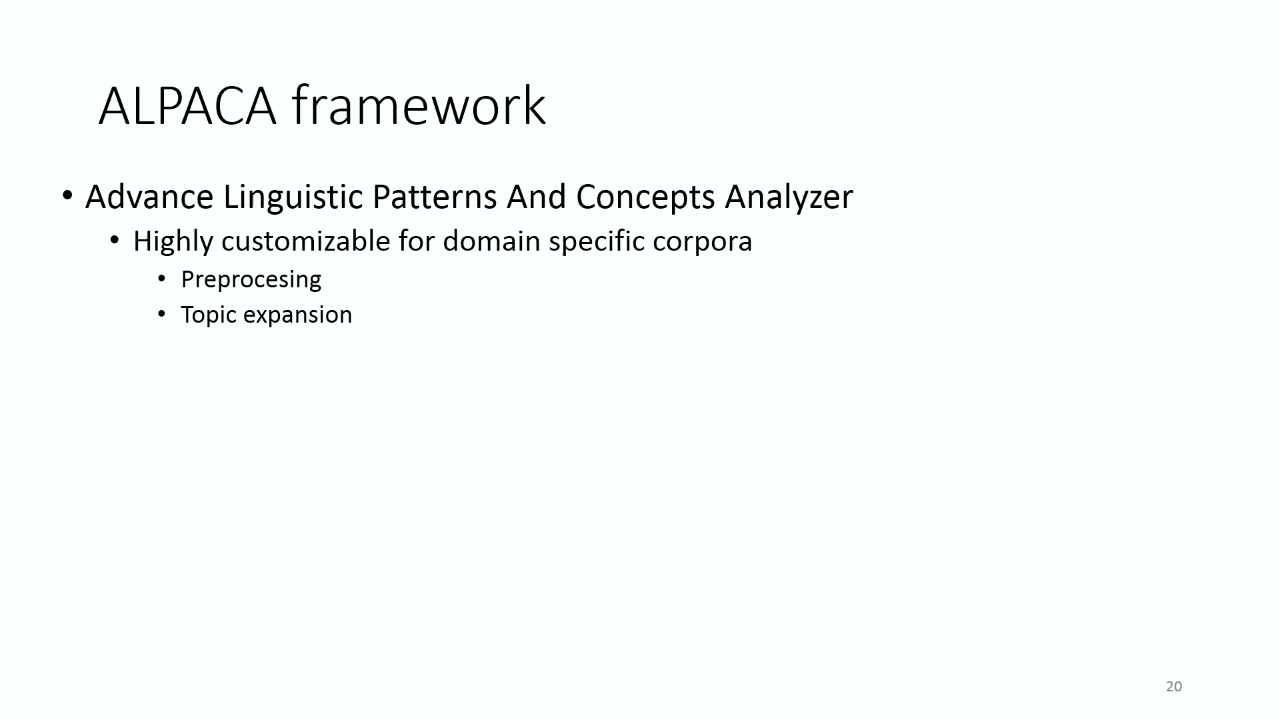 ALPACA framework
• Advance Linguistic Patterns And Concepts Analyzer
• Highly customizable for domain specific corpora
• Preprocesing
• Topic expansion
20